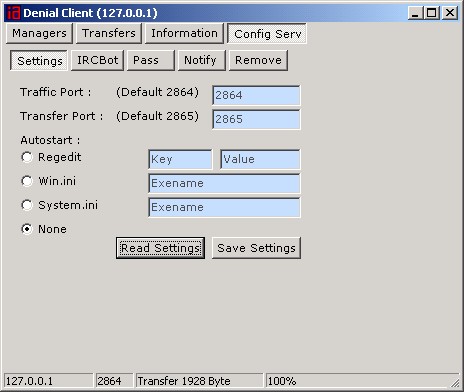 Denial Client (127.0.0.1)
Managers Transfers Information Config Serv
Settings IRCBot Pass Notify Remove
Traffic Port : (Default 2864) 2864
Transfer Port : (Default 2865) 2865
Autostart :
Regedit Key Value
Win.ini Exename
System.ini Exename
None
Read Settings Save Settings
127.0.0.1 2864 Transfer 1928 Byte 100%